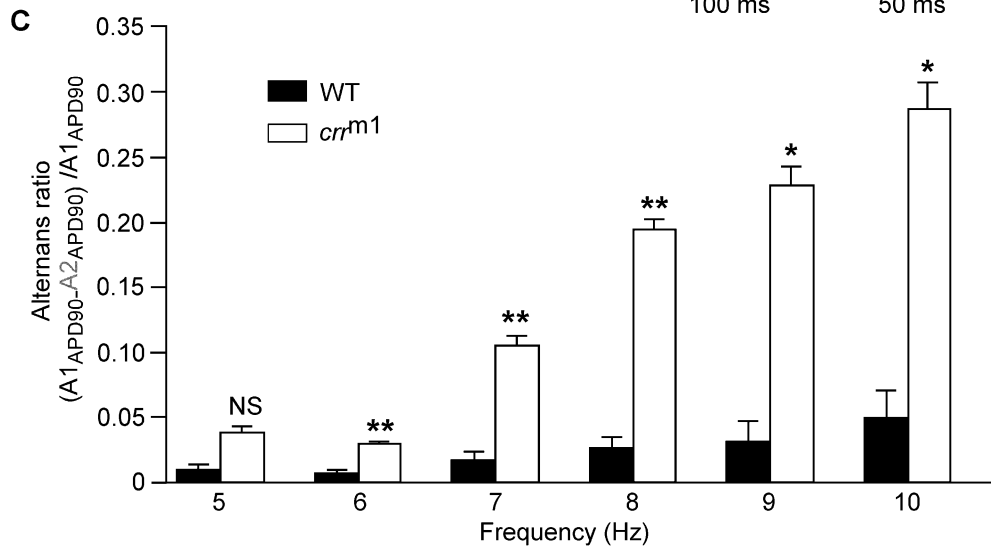 C
100 ms
50 ms
0.35
0.30
0.25
0.20
0.15
0.10
0.05
0
Alternans ratio
(A1APD90-A2APD90) /A1APD90
WT
crrm1
NS
**
**
**
*
*
5
6
7
8
9
10
Frequency (Hz)